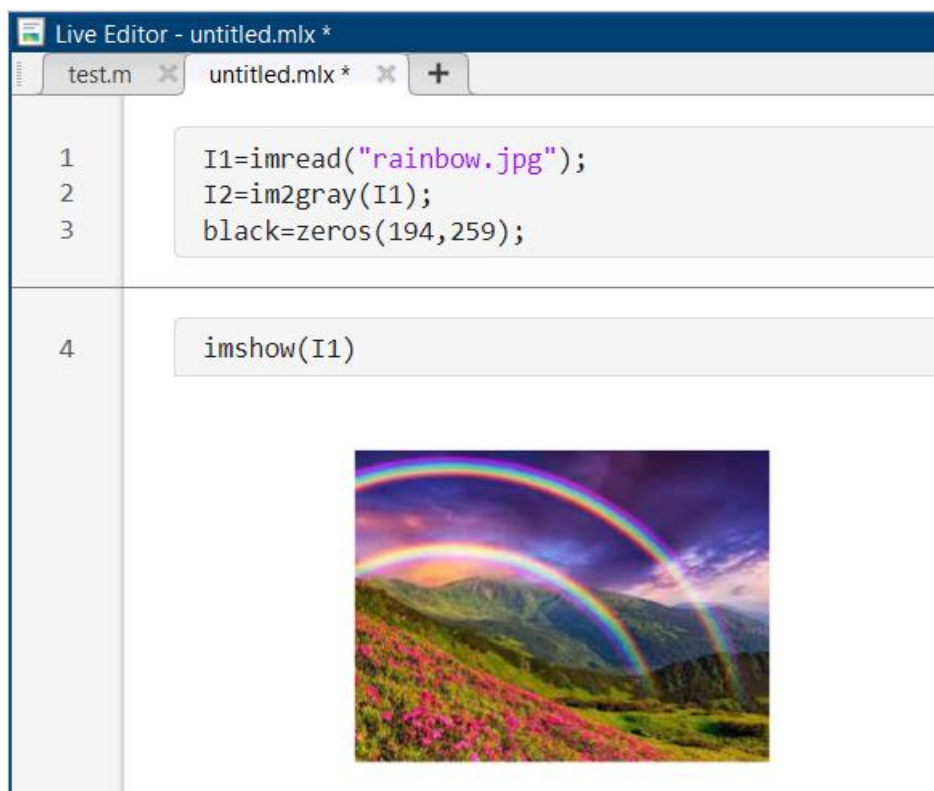 Live Editor - untitled.mlx *
test.m untitled.mlx * +
1 I1=imread("rainbow.jpg");
2 I2=im2gray(I1);
3 black=zeros(194,259);
4 imshow(I1)